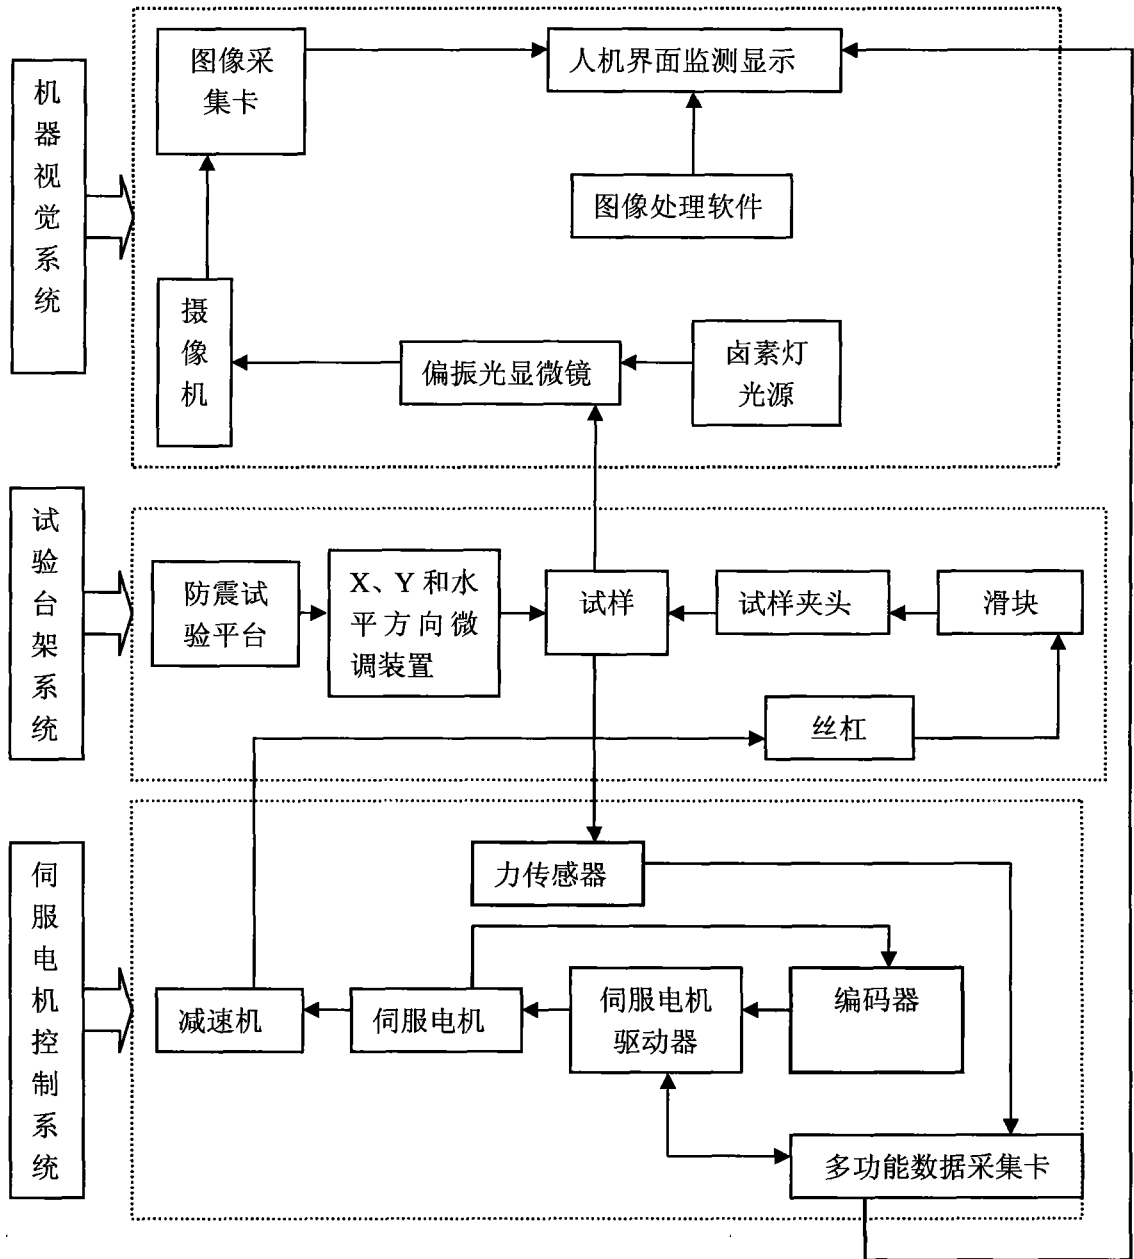 机
器
视
觉
系
统
图像采
集卡
人机界面监测显示
图像处理软件
摄
像
机
偏振光显微镜
卤素灯
光源
试
验
台
架
系
统
防震试
验平台
X、Y和水
平方向微
调装置
试样
试样夹头
滑块
丝杠
伺
服
电
机
控
制
系
统
力传感器
减速机
伺服电机
伺服电机
驱动器
编码器
多功能数据采集卡